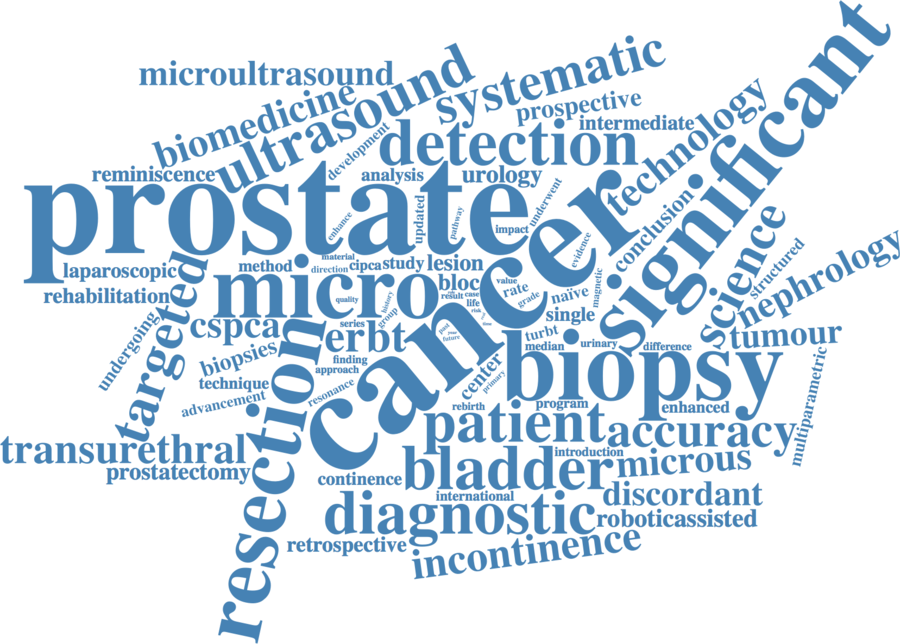 microultrasound
biomedicine
ultrasound
systematic
significant
prospective
intermediate
technology
development
detection
reminiscence
analysis
urology
prostate
enhance
updated
pathway
impact
underwent
evidence
conclusion
science
structured
nephrology
laparoscopic
rehabilitation
targeted
method
material
direction
cipca
study
lesion
micro
quality
history
group
bloc
result
case
life
risk
value
rate
grade
naïve
magnetic
single
undergoing
cspca
series
erbt
past
future
time
turbt
median
urinary
difference
tumour
biopsies
finding
approach
technique
resonance
advancement
cancer
center
primary
biopsy
rebirth
program
enhanced
multiparametric
resection
patient
accuracy
transurethral
prostatectomy
introduction
continence
bladder
microus
international
discordant
diagnostic
roboticassisted
retrospective
incontinence